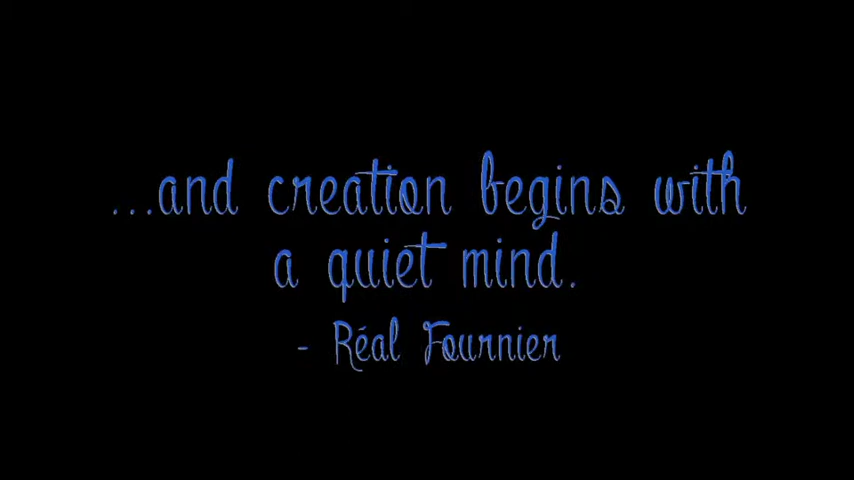 ...and creation begins with
a quiet mind.
- Réal Fournier